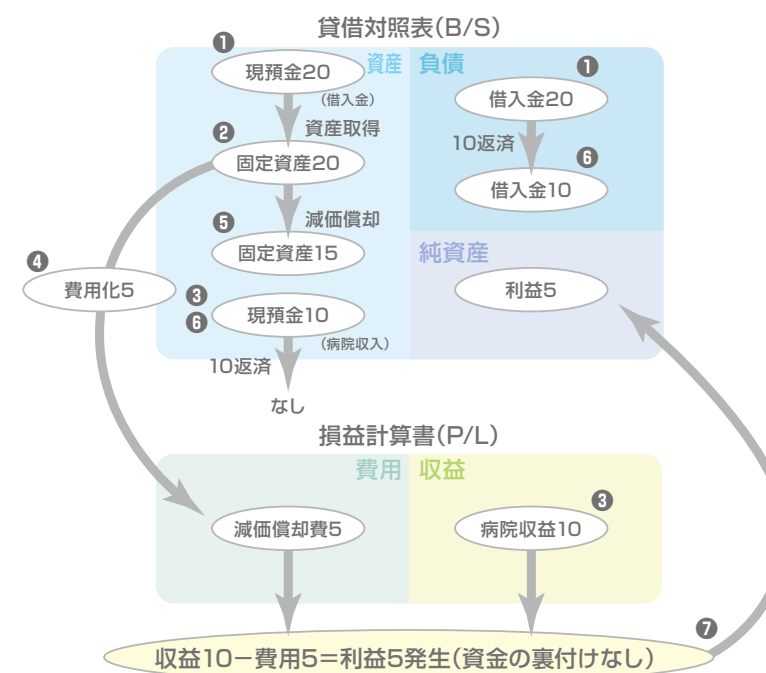 貸借対照表(B/S)
❶
現預金20
資産
(借入金)
資産取得
❷
固定資産20
減価償却
❺
固定資産15
❹
費用化5
❸
❻
現預金10
(病院収入)
10返済
なし
負債
❶
借入金20
10返済
❻
借入金10
純資産
利益5
損益計算書(P/L)
費用
減価償却費5
収益
❸
病院収益10
❼
収益10−費用5=利益5発生(資金の裏付けなし)